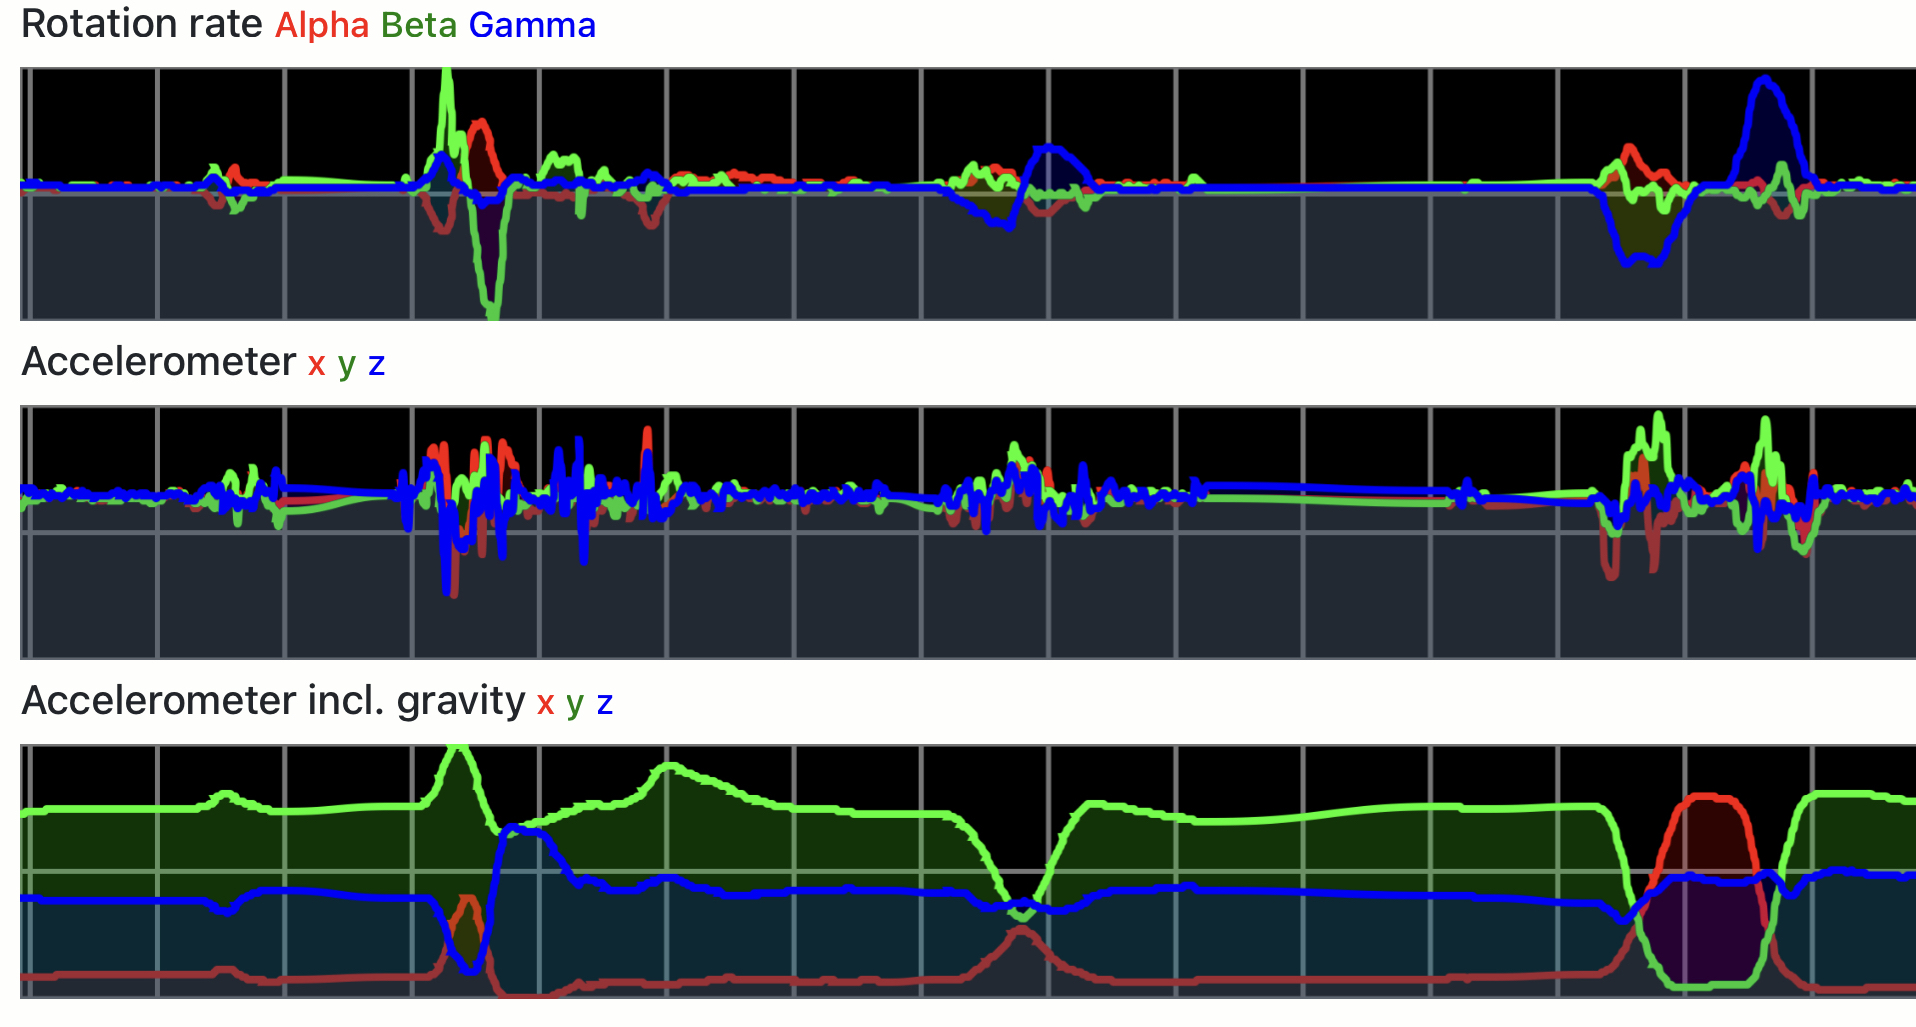 Rotation rate Alpha Beta Gamma
Accelerometer x y z
Accelerometer incl. gravity x y z